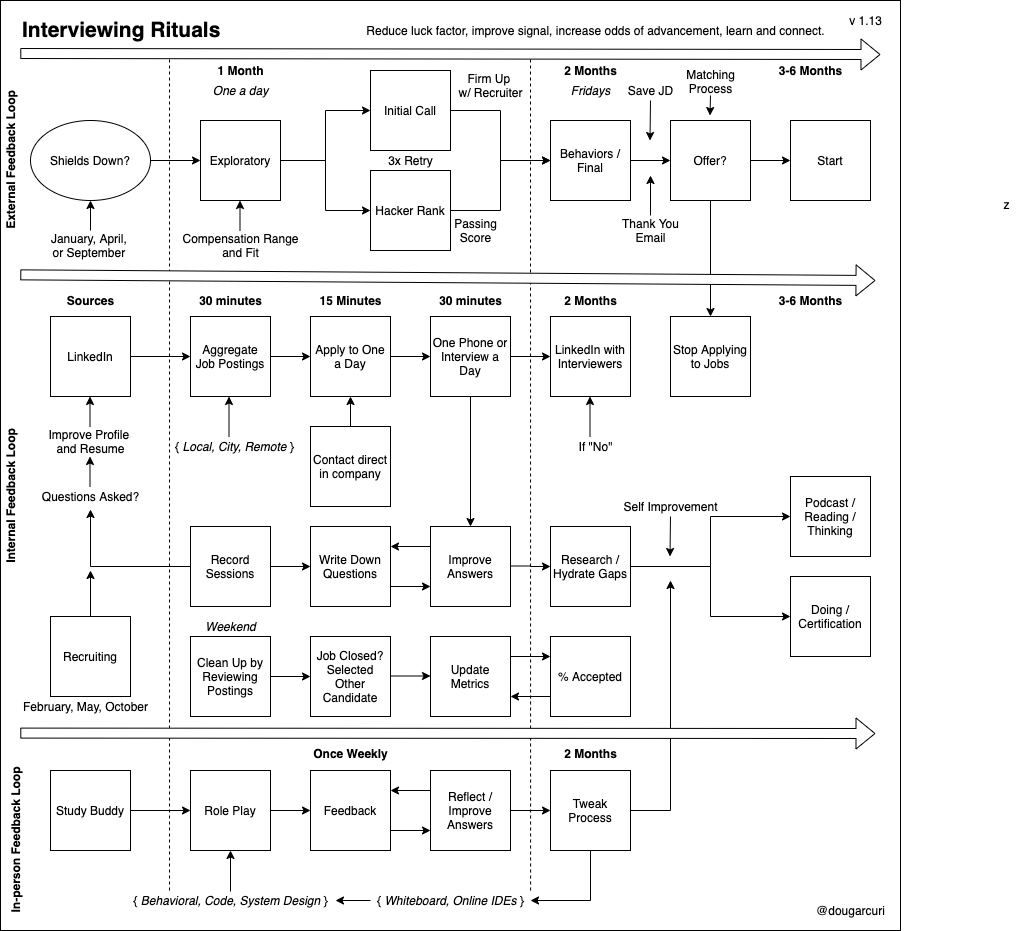 Interviewing Rituals
v 1.13
Reduce luck factor, improve signal, increase odds of advancement, learn and connect.
External Feedback Loop
1 Month
One a day
2 Months
Fridays
3-6 Months
Shields Down?
January, April,
or September
Exploratory
Compensation Range
and Fit
Initial Call
3x Retry
Hacker Rank
Firm Up
w/ Recruiter
Passing
Score
Behaviors /
Final
Save JD
Thank You
Email
Matching
Process
Offer?
Start
z
Internal Feedback Loop
Sources
30 minutes
15 Minutes
30 minutes
2 Months
3-6 Months
LinkedIn
Aggregate
Job Postings
Apply to One
a Day
One Phone or
Interview a
Day
LinkedIn with
Interviewers
Stop Applying
to Jobs
Improve Profile
and Resume
{ Local, City, Remote }
Contact direct
in company
If "No"
Questions Asked?
Self Improvement
Podcast /
Reading /
Thinking
Record
Sessions
Write Down
Questions
Improve
Answers
Research /
Hydrate Gaps
Doing /
Certification
Recruiting
February, May, October
Weekend
Clean Up by
Reviewing
Postings
Job Closed?
Selected
Other
Candidate
Update
Metrics
% Accepted
In-person Feedback Loop
Once Weekly
2 Months
Study Buddy
Role Play
Feedback
Reflect /
Improve
Answers
Tweak
Process
{ Behavioral, Code, System Design }
{ Whiteboard, Online IDEs }
@dougarcuri